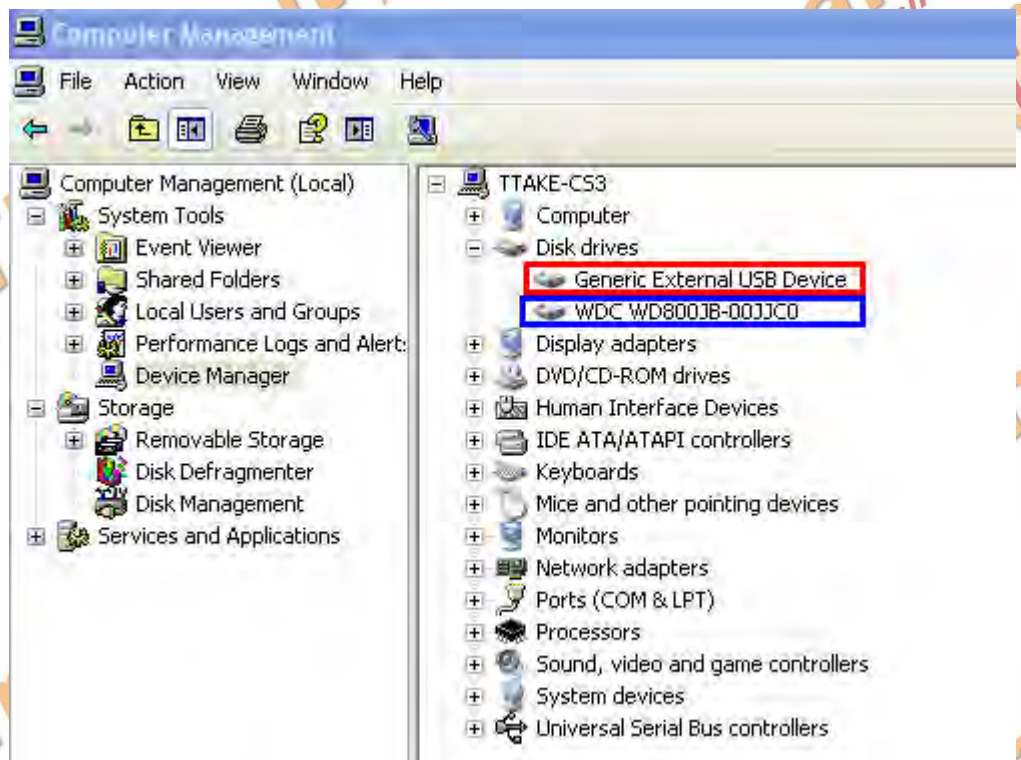 Computer Management
File Action View Window Help
Computer Management (Local)
System Tools
Event Viewer
Shared Folders
Local Users and Groups
Performance Logs and Alert:
Device Manager
Storage
Removable Storage
Disk Defragmenter
Disk Management
Services and Applications
TTAKE-CS3
Computer
Disk drives
Generic External USB Device
WDC WD800JB-00JJC0
Display adapters
DVD/CD-ROM drives
Human Interface Devices
IDE ATA/ATAPI controllers
Keyboards
Mice and other pointing devices
Monitors
Network adapters
Ports (COM & LPT)
Processors
Sound, video and game controllers
System devices
Universal Serial Bus controllers